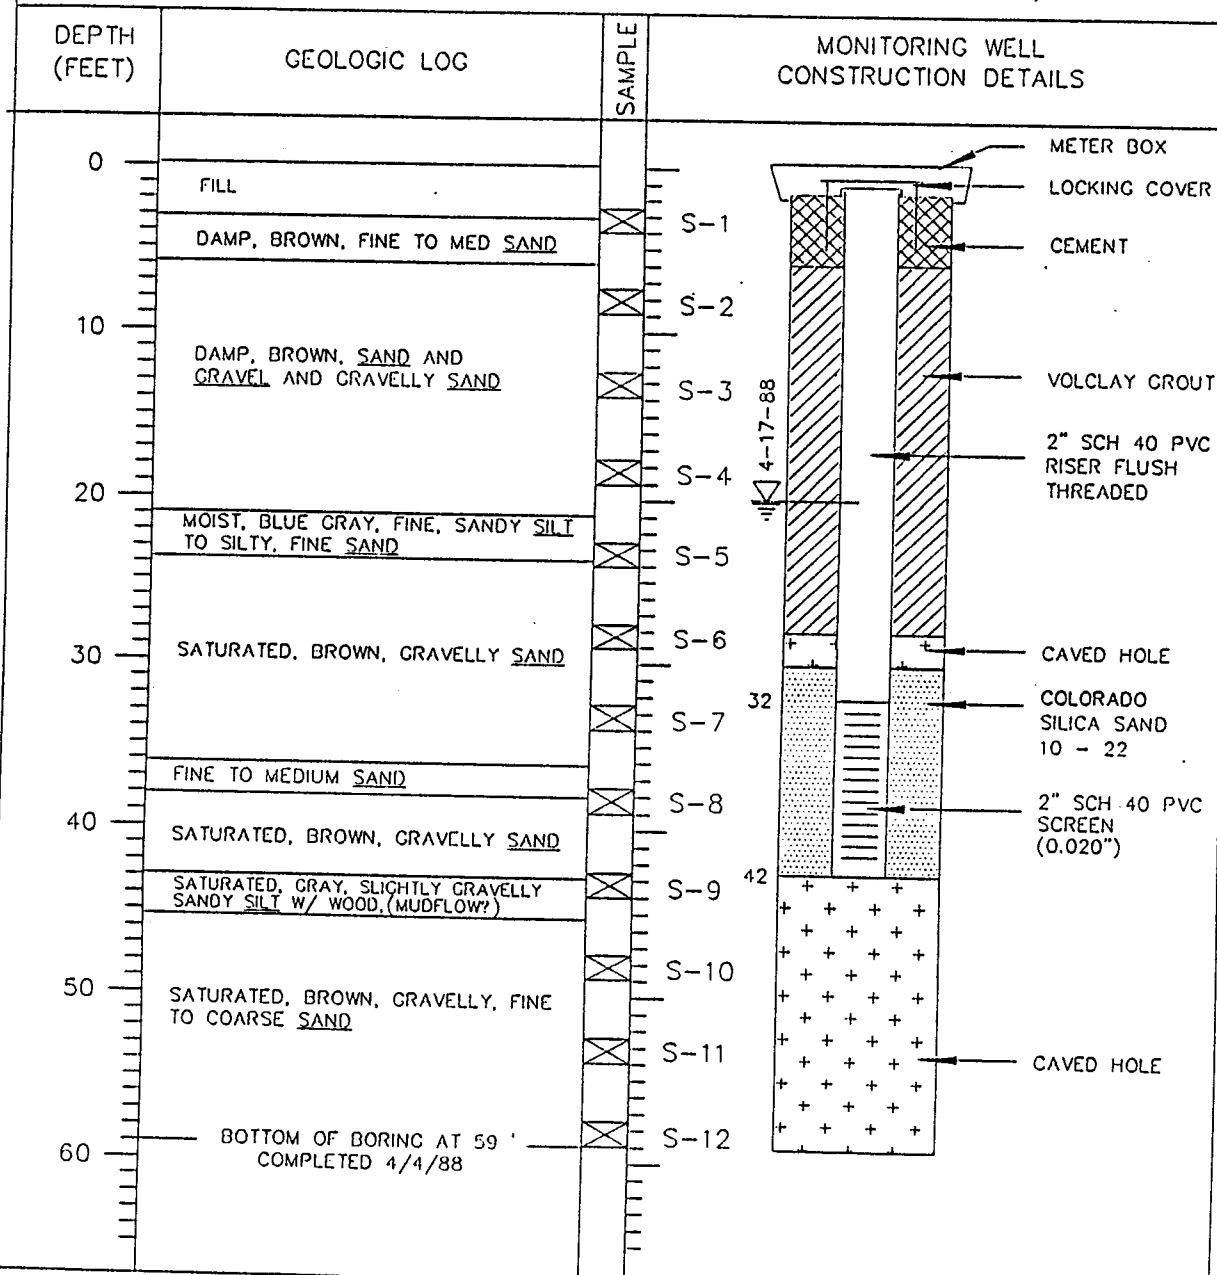 DEPTH
(FEET)
GEOLOGIC LOG
SAMPLE
MONITORING WELL
CONSTRUCTION DETAILS
0
10
20
30
40
50
60
FILL
DAMP, BROWN, FINE TO MED SAND
DAMP, BROWN, SAND AND
GRAVEL AND GRAVELLY SAND
MOIST, BLUE GRAY, FINE, SANDY SILT
TO SILTY, FINE SAND
SATURATED, BROWN, GRAVELLY SAND
FINE TO MEDIUM SAND
SATURATED, BROWN, GRAVELLY SAND
SATURATED, GRAY, SLIGHTLY GRAVELLY
SANDY SILT W/ WOOD,(MUDFLOW?)
SATURATED, BROWN, GRAVELLY, FINE
TO COARSE SAND
BOTTOM OF BORING AT 59 '
COMPLETED 4/4/88
S-1
S-2
S-3
S-4
S-5
S-6
S-7
S-8
S-9
S-10
S-11
S-12
4-17-88
32
42
METER BOX
LOCKING COVER
CEMENT
VOLCLAY GROUT
2" SCH 40 PVC
RISER FLUSH
THREADED
CAVED HOLE
COLORADO
SILICA SAND
10 - 22
2" SCH 40 PVC
SCREEN
(0.020")
CAVED HOLE